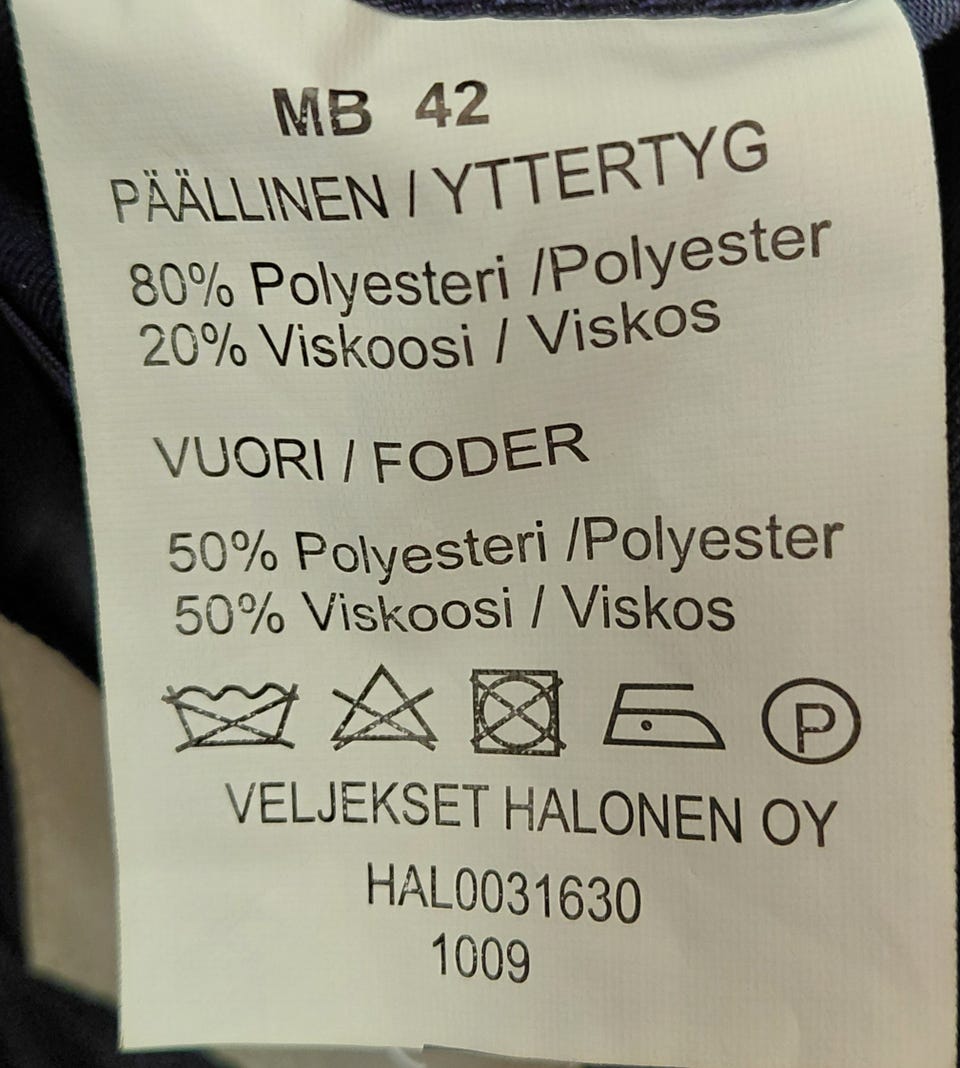 MB 42
PÄÄLLINEN / YTTERTYG
80% Polyesteri /Polyester
20% Viskoosi / Viskos
VUORI / FODER
50% Polyesteri /Polyester
50% Viskoosi / Viskos
P
VELJEKSET HALONEN OY
HAL0031630
1009